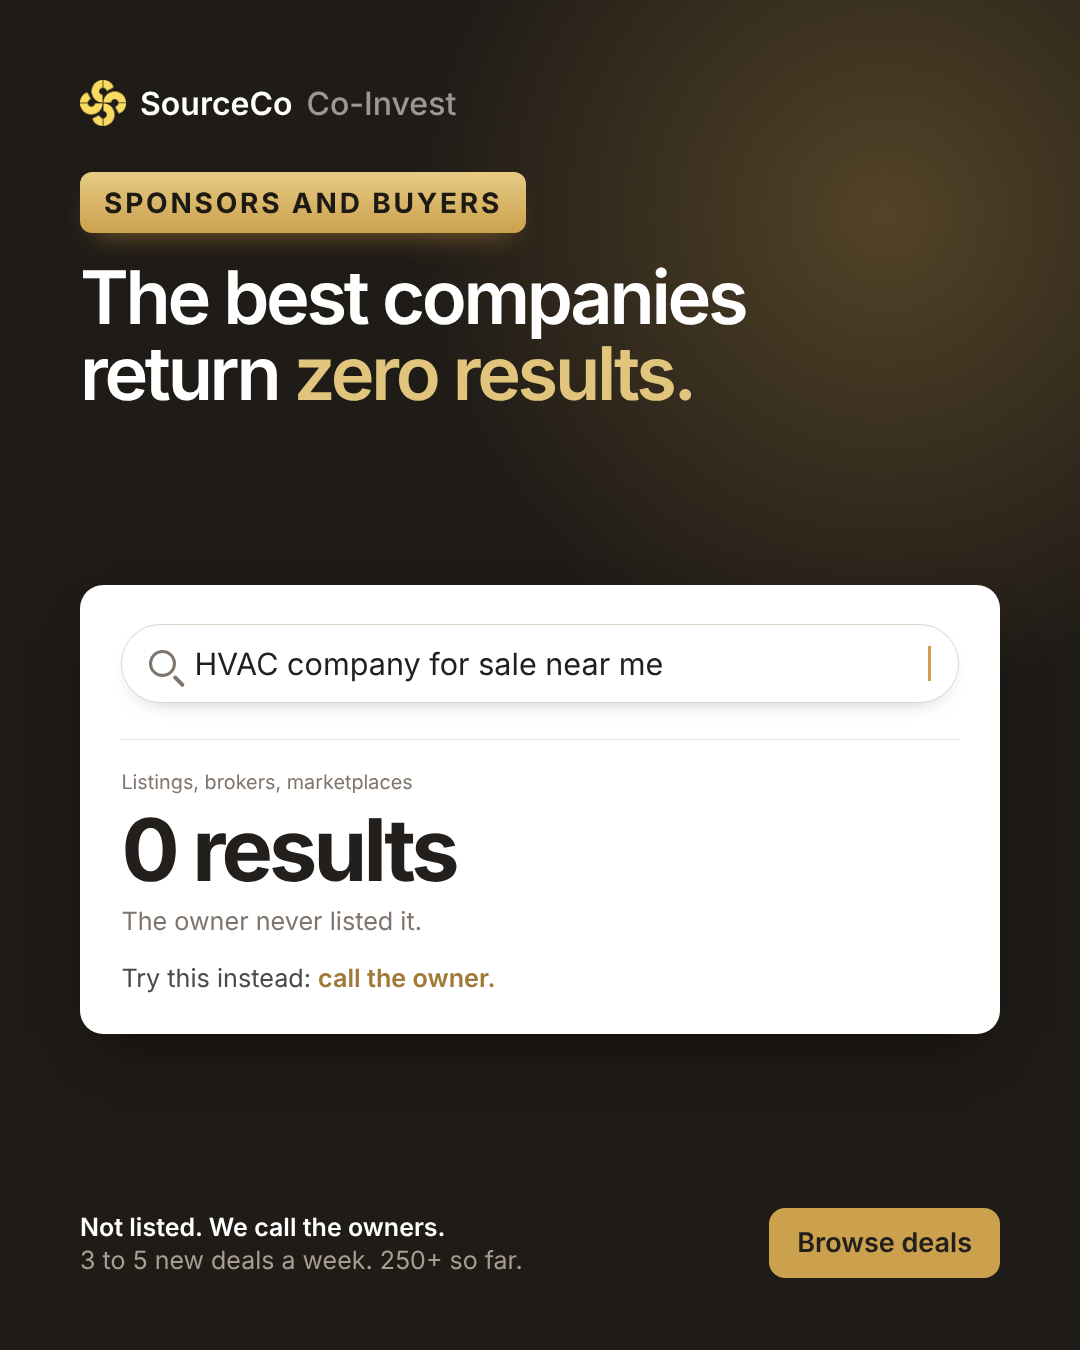 SourceCo Co-Invest
SPONSORS AND BUYERS
The best companies
return zero results.
HVAC company for sale near me
Listings, brokers, marketplaces
0 results
The owner never listed it.
Try this instead: call the owner.
Not listed. We call the owners.
3 to 5 new deals a week. 250+ so far.
Browse deals